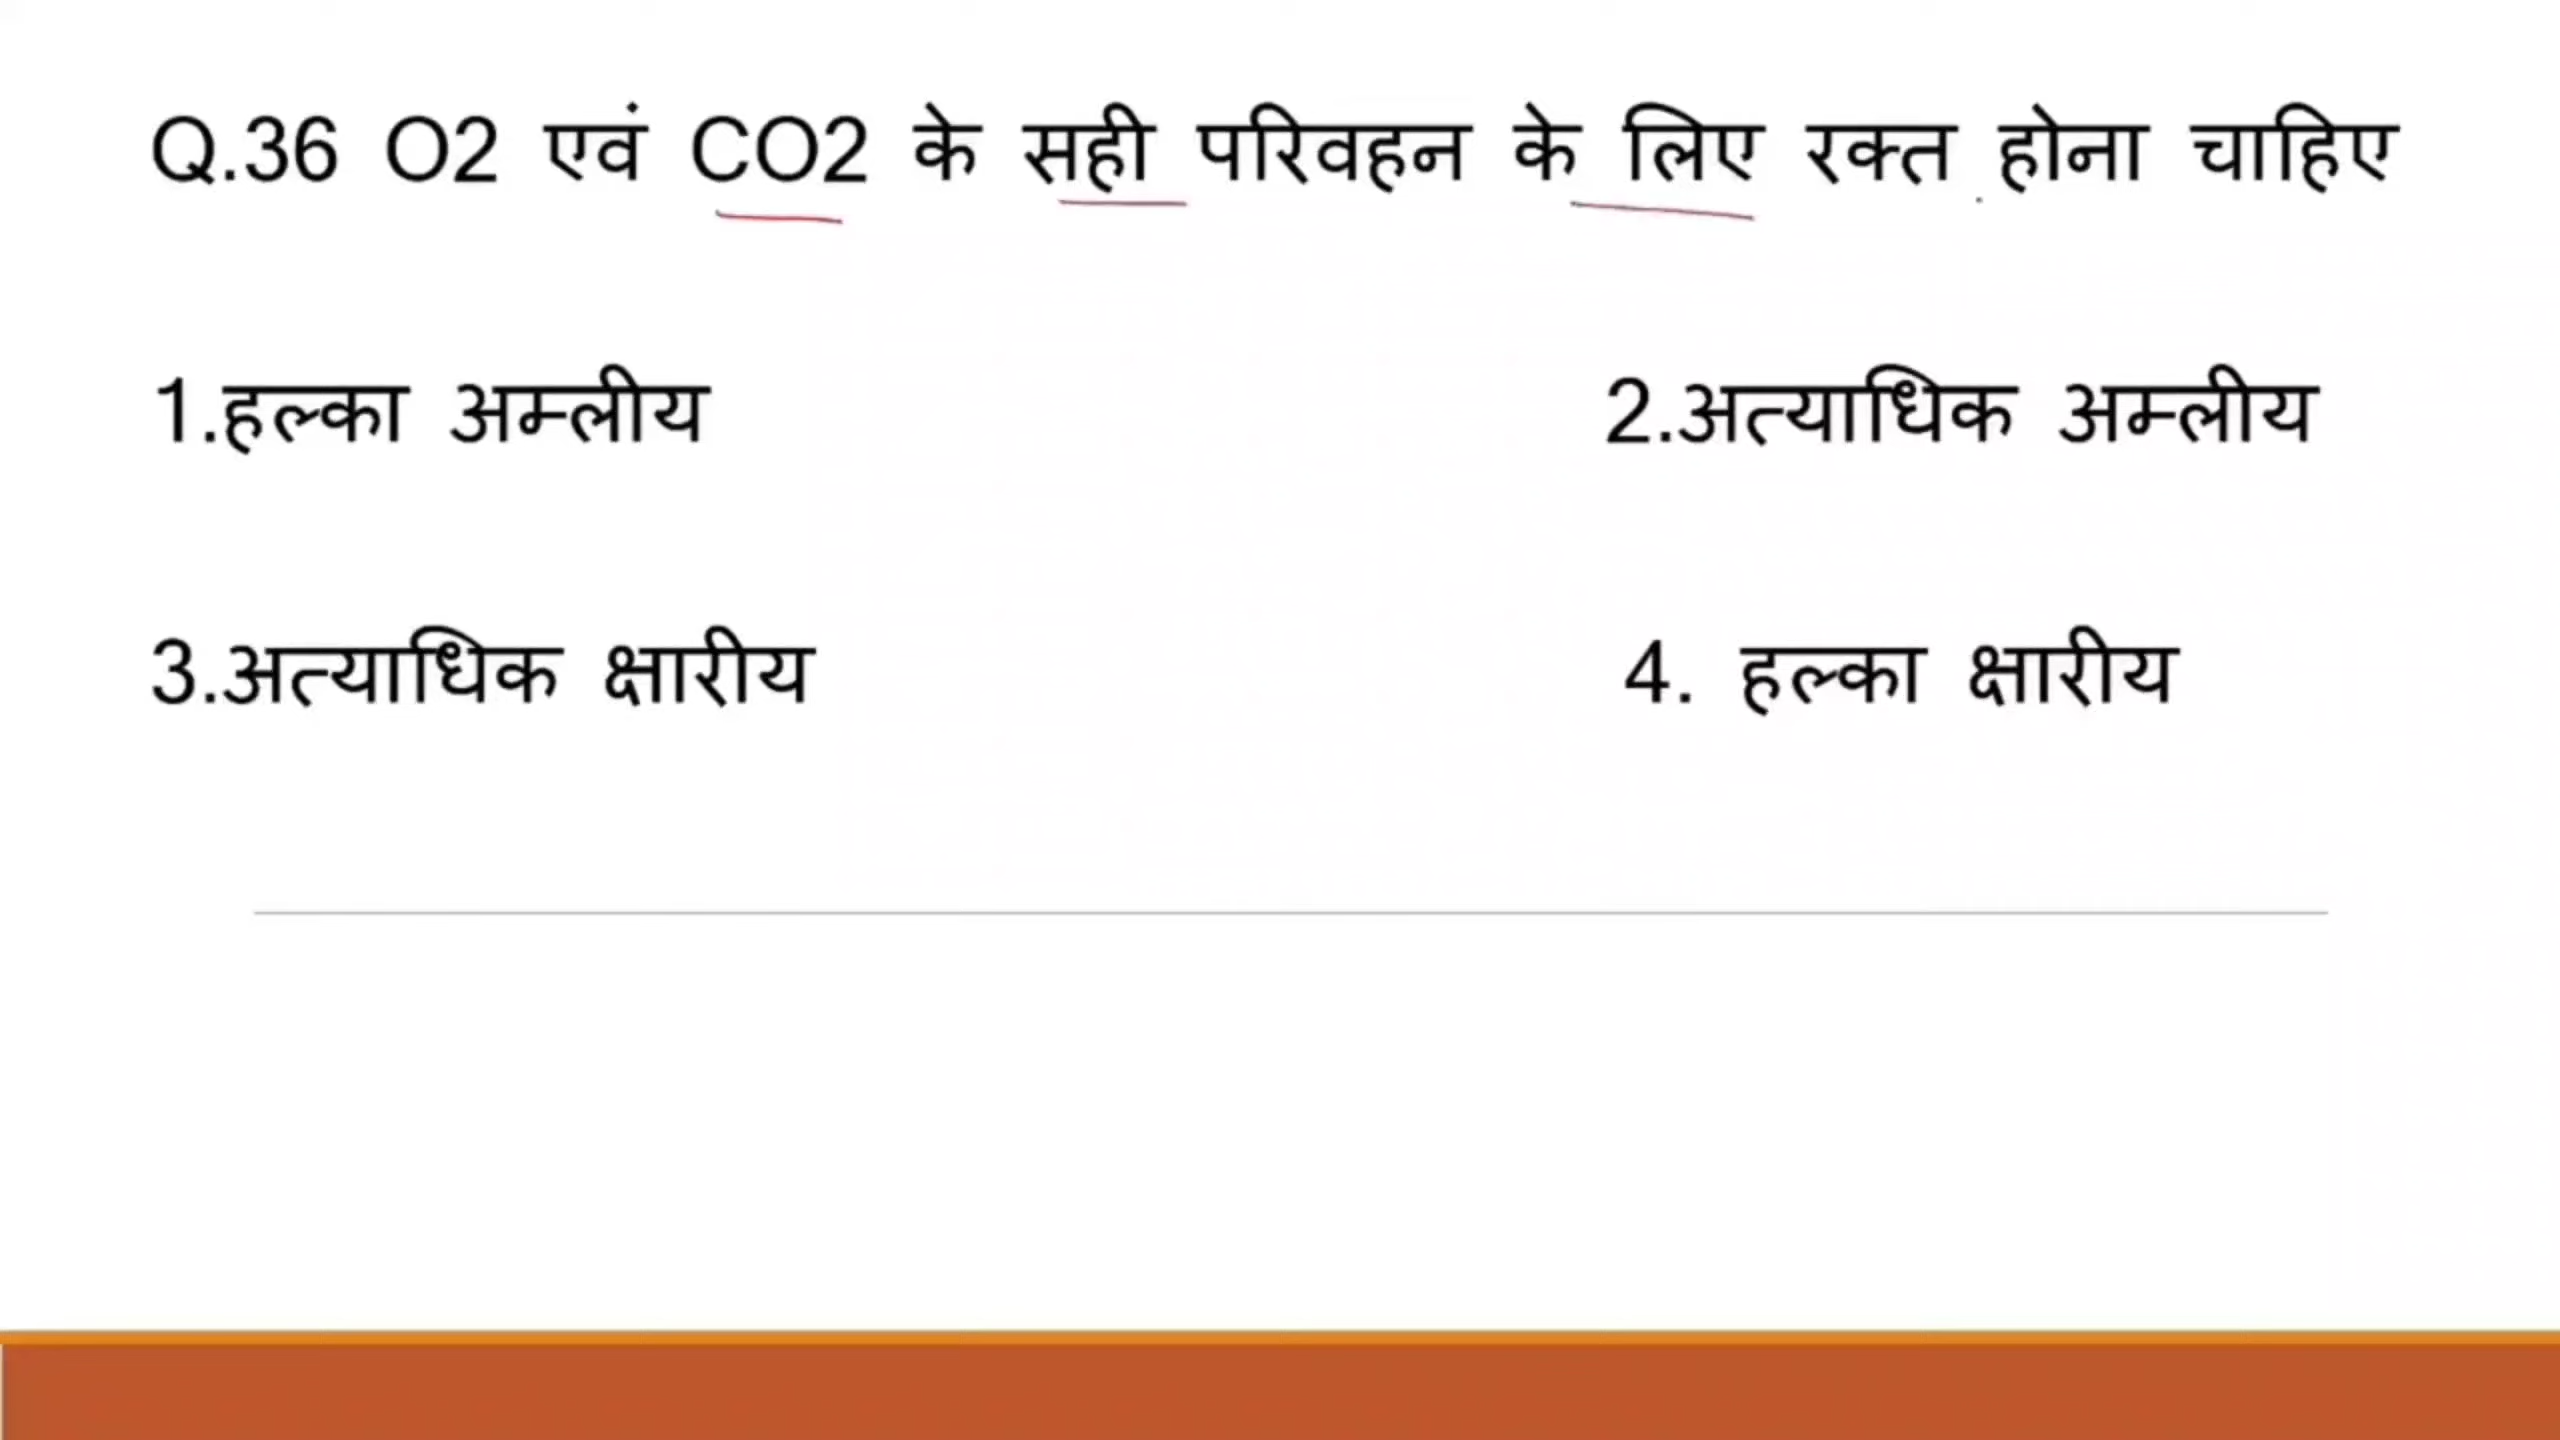 Q.36 O2 एवं CO2 के सही परिवहन के लिए रक्त होना चाहिए
1.हल्का अम्लीय 2.अत्याधिक अम्लीय
3.अत्याधिक क्षारीय 4. हल्का क्षारीय